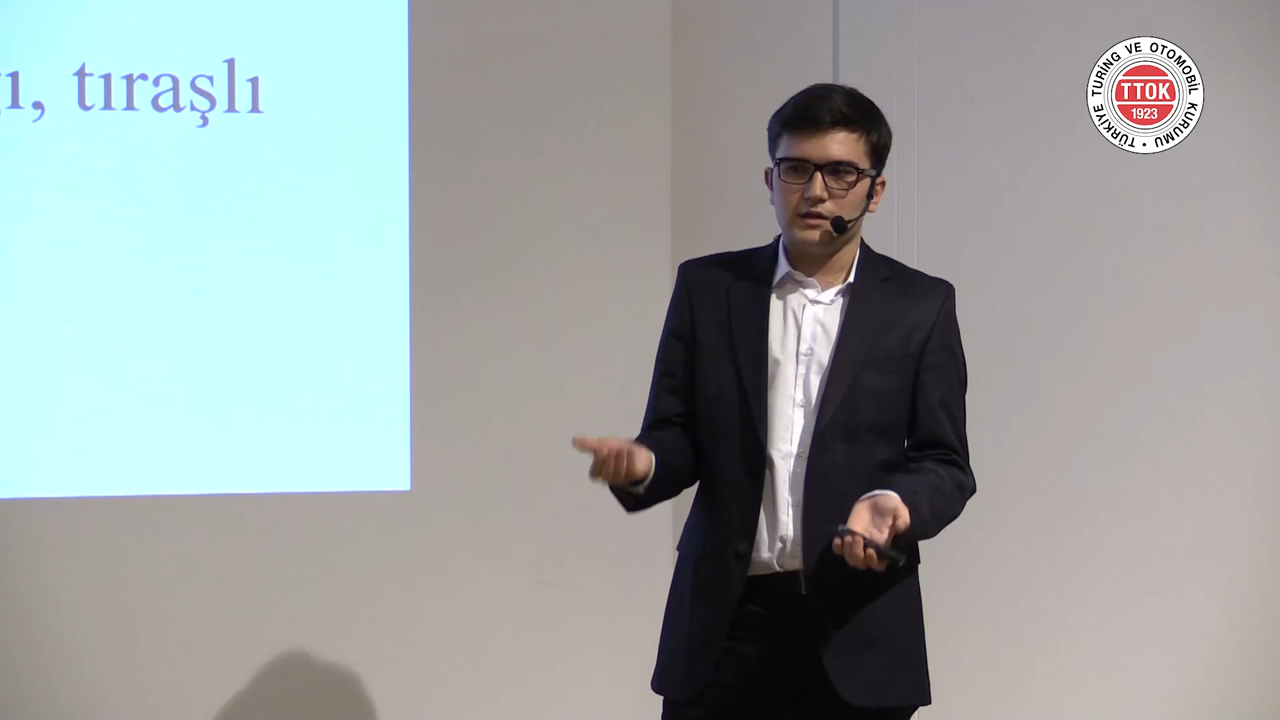 ı, tıraşlı
TÜRKİYE TURİNG VE OTOMOBİL KURUMU •
TTOK
1923